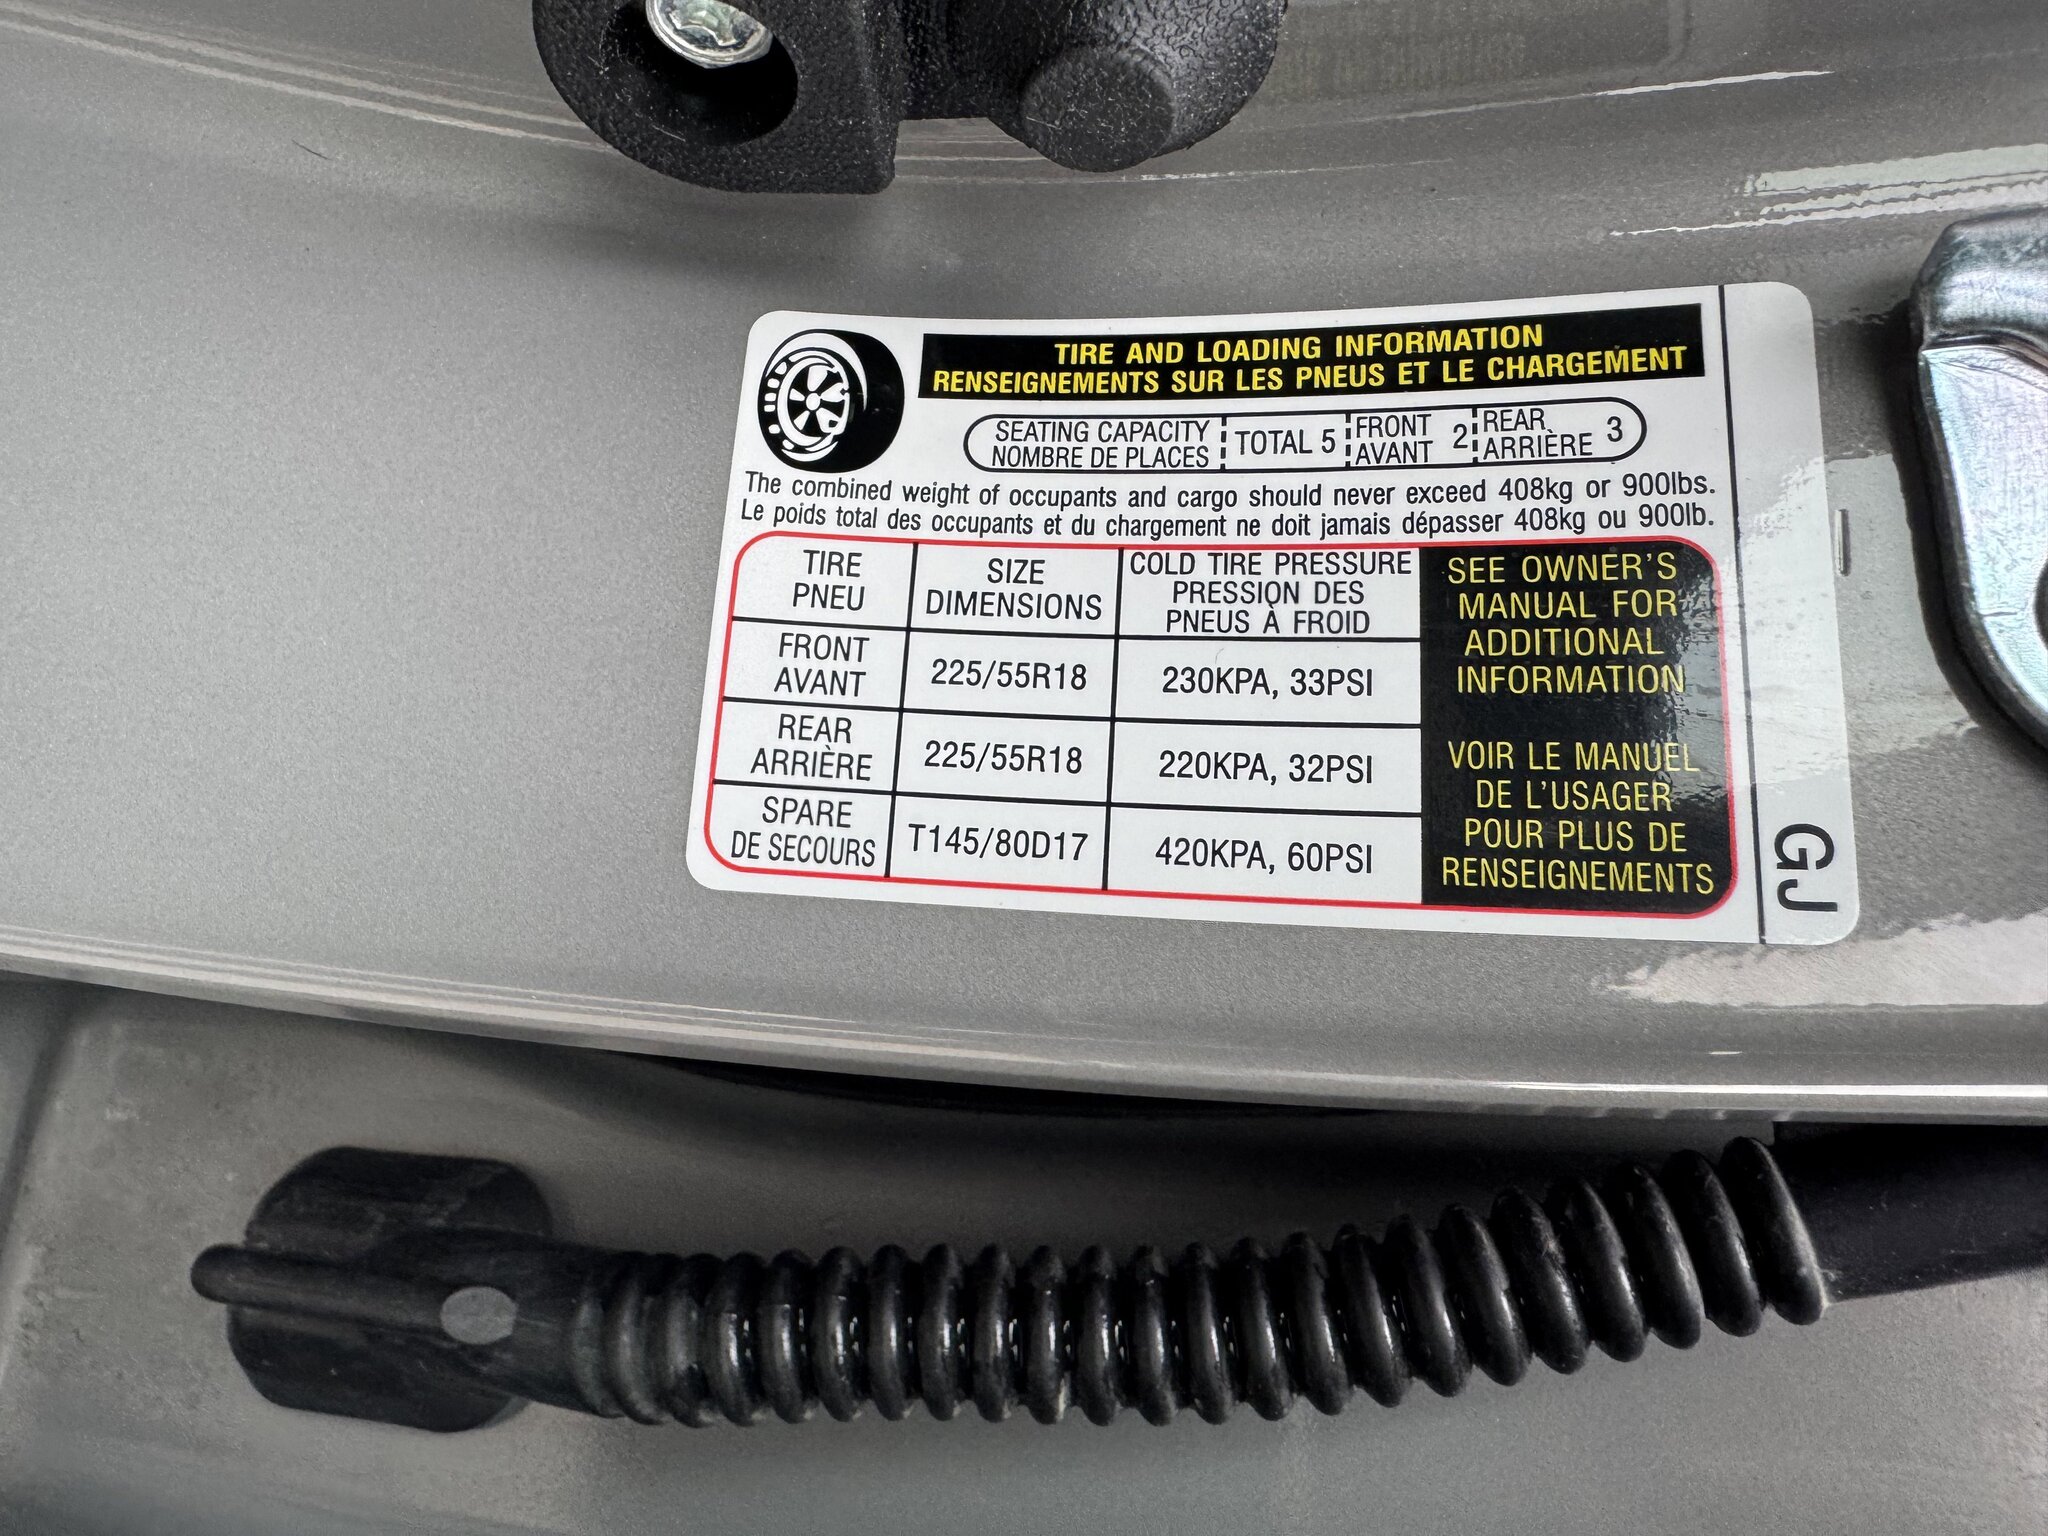 TIRE AND LOADING INFORMATION
RENSEIGNEMENTS SUR LES PNEUS ET LE CHARGEMENT
SEATING CAPACITY
NOMBRE DE PLACES
TOTAL 5
FRONT
AVANT 2
REAR
ARRIÈRE 3
The combined weight of occupants and cargo should never exceed 408kg or 900lbs.
Le poids total des occupants et du chargement ne doit jamais dépasser 408kg ou 900lb.
TIRE
PNEU
SIZE
DIMENSIONS
COLD TIRE PRESSURE
PRESSION DES
PNEUS À FROID
FRONT
AVANT
225/55R18
230KPA, 33PSI
REAR
ARRIÈRE
225/55R18
220KPA, 32PSI
SPARE
DE SECOURS
T145/80D17
420KPA, 60PSI
SEE OWNER'S
MANUAL FOR
ADDITIONAL
INFORMATION
VOIR LE MANUEL
DE L'USAGER
POUR PLUS DE
RENSEIGNEMENTS
GJ